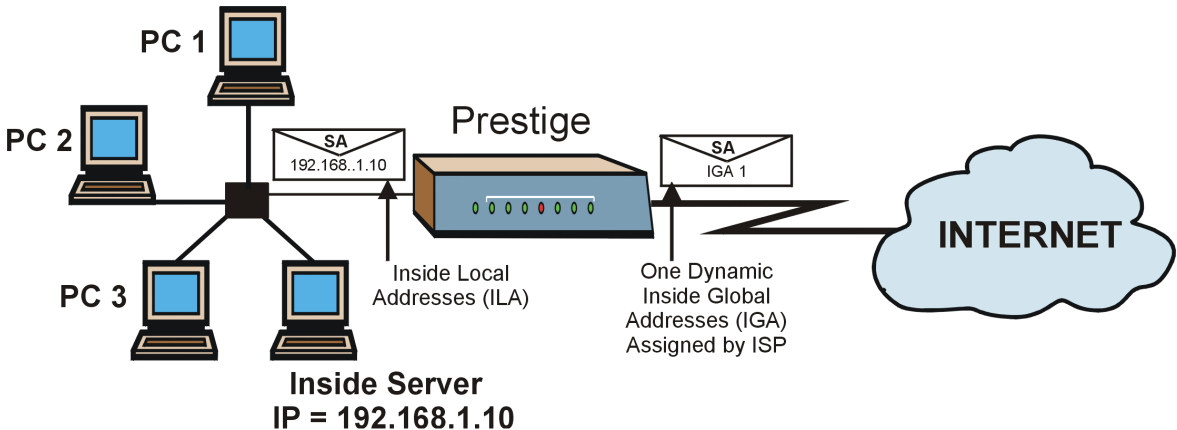 PC 1
PC 2
PC 3
Inside Server
IP = 192.168.1.10
SA
192.168..1.10
Inside Local
Addresses (ILA)
Prestige
SA
IGA 1
One Dynamic
Inside Global
Addresses (IGA)
Assigned by ISP
INTERNET